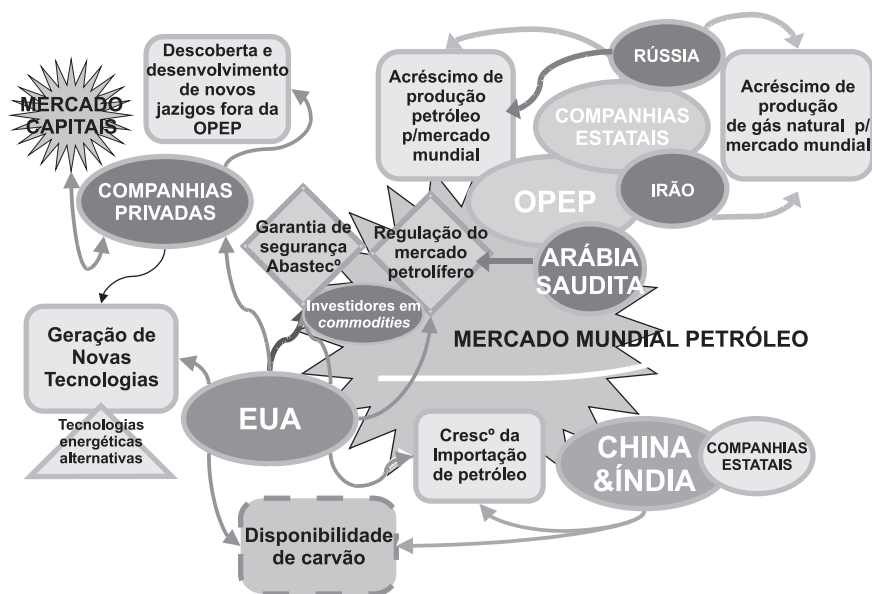 MERCADO
CAPITAIS
Descoberta e
desenvolvimento
de novos
jazigos fora da
OPEP
COMPANHIAS
PRIVADAS
Acréscimo de
produção
petróleo
p/mercado
mundial
RÚSSIA
COMPANHIAS
ESTATAIS
Acréscimo de
produção
de gás natural p/
mercado mundial
OPEP
IRÃO
ARÁBIA
SAUDITA
Garantia de
segurança
Abastecº
Regulação do
mercado
petrolífero
Investidores em
commodities
MERCADO MUNDIAL PETRÓLEO
Geração de
Novas
Tecnologias
Tecnologias
energéticas
alternativas
EUA
Crescº da
Importação
de petróleo
CHINA
&ÍNDIA
COMPANHIAS
ESTATAIS
Disponibilidade
de carvão